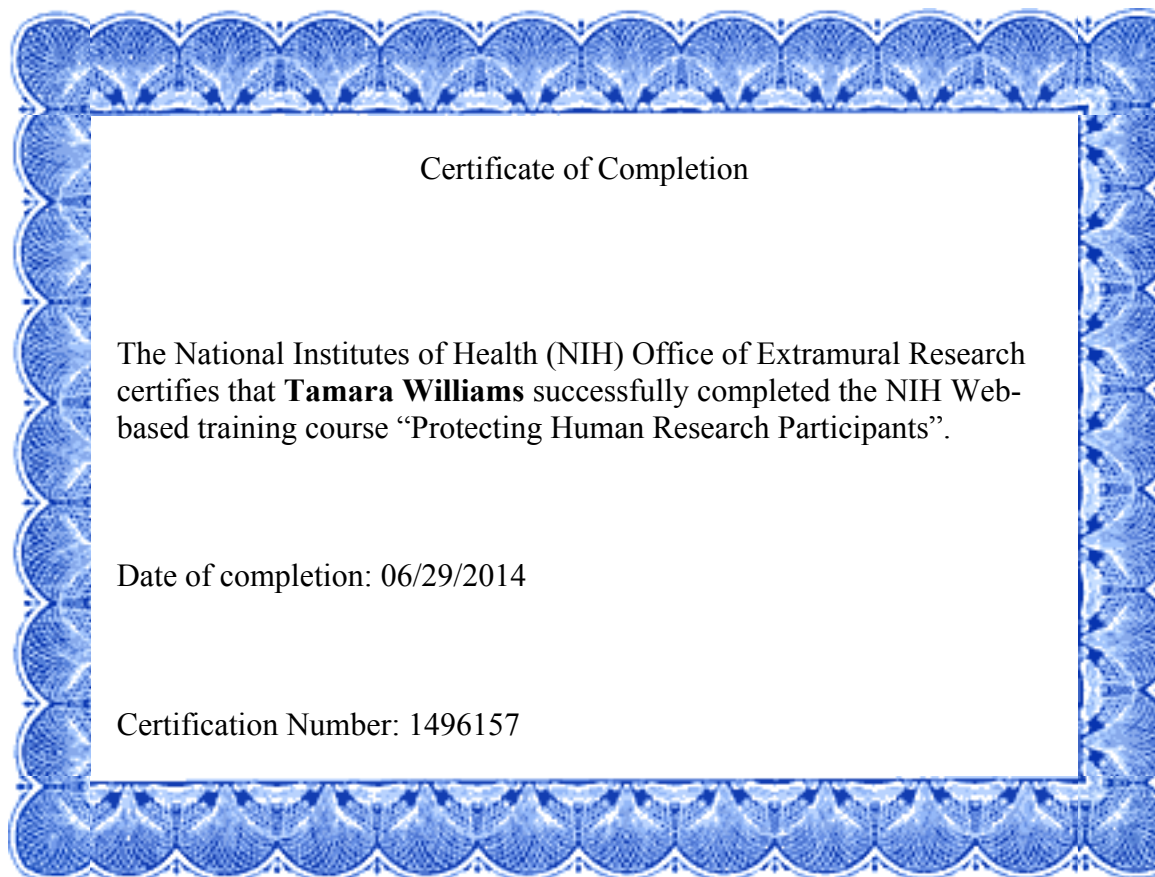 Certificate of Completion
The National Institutes of Health (NIH) Office of Extramural Research
certifies that Tamara Williams successfully completed the NIH Web-
based training course “Protecting Human Research Participants”.
Date of completion: 06/29/2014
Certification Number: 1496157